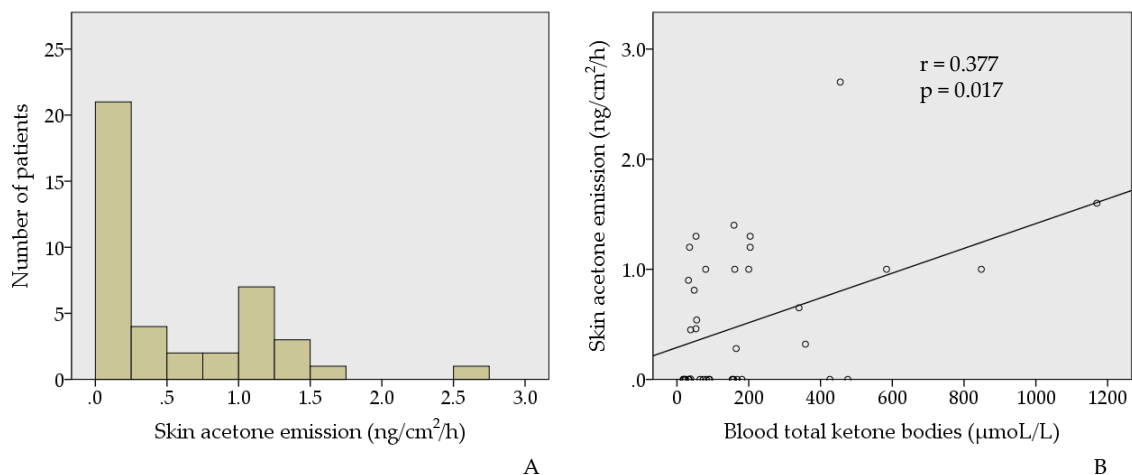 Number of patients
25
20
15
10
5
0
.0 .5 1.0 1.5 2.0 2.5 3.0
Skin acetone emission (ng/cm²/h)
A
Skin acetone emission (ng/cm²/h)
3.0
2.0
1.0
.0
r = 0.377
p = 0.017
0 200 400 600 800 1000 1200
Blood total ketone bodies (μmoL/L)
B